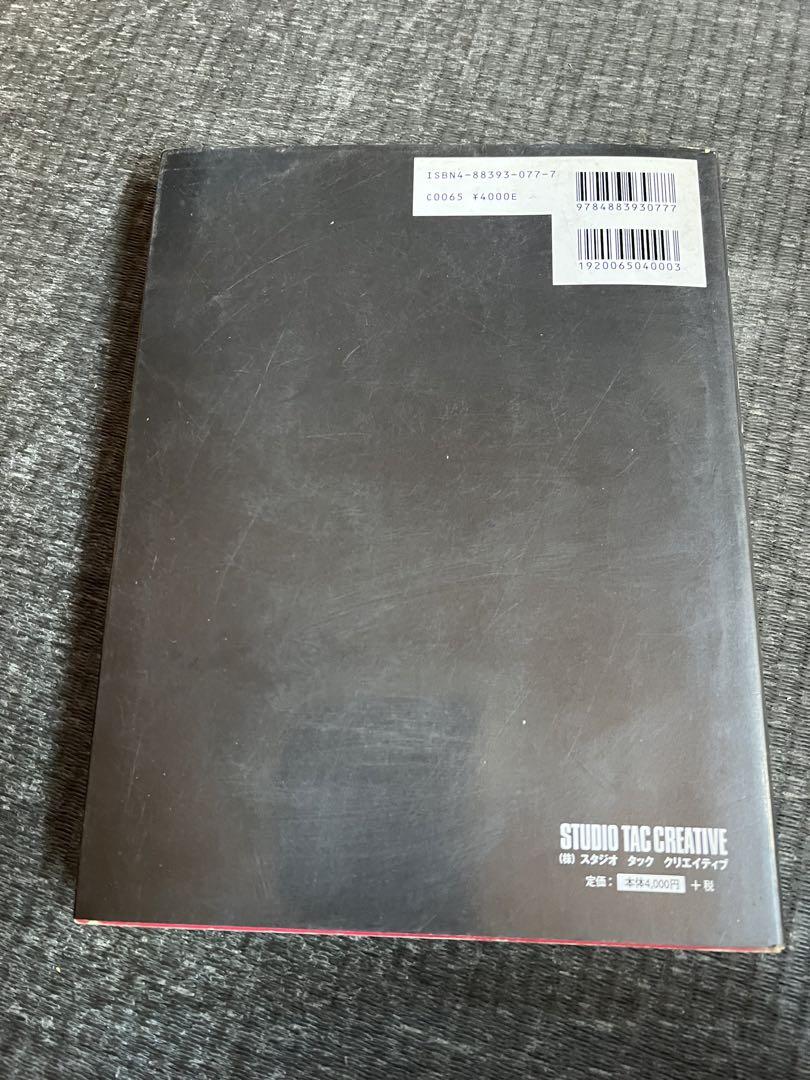 ISBN4-88393-077-7
C0065 ¥4000E
9784883930777
1920065040003
STUDIO TAC CREATIVE
(株)スタジオ タック クリエイティブ
定価: 本体4,000円 +税